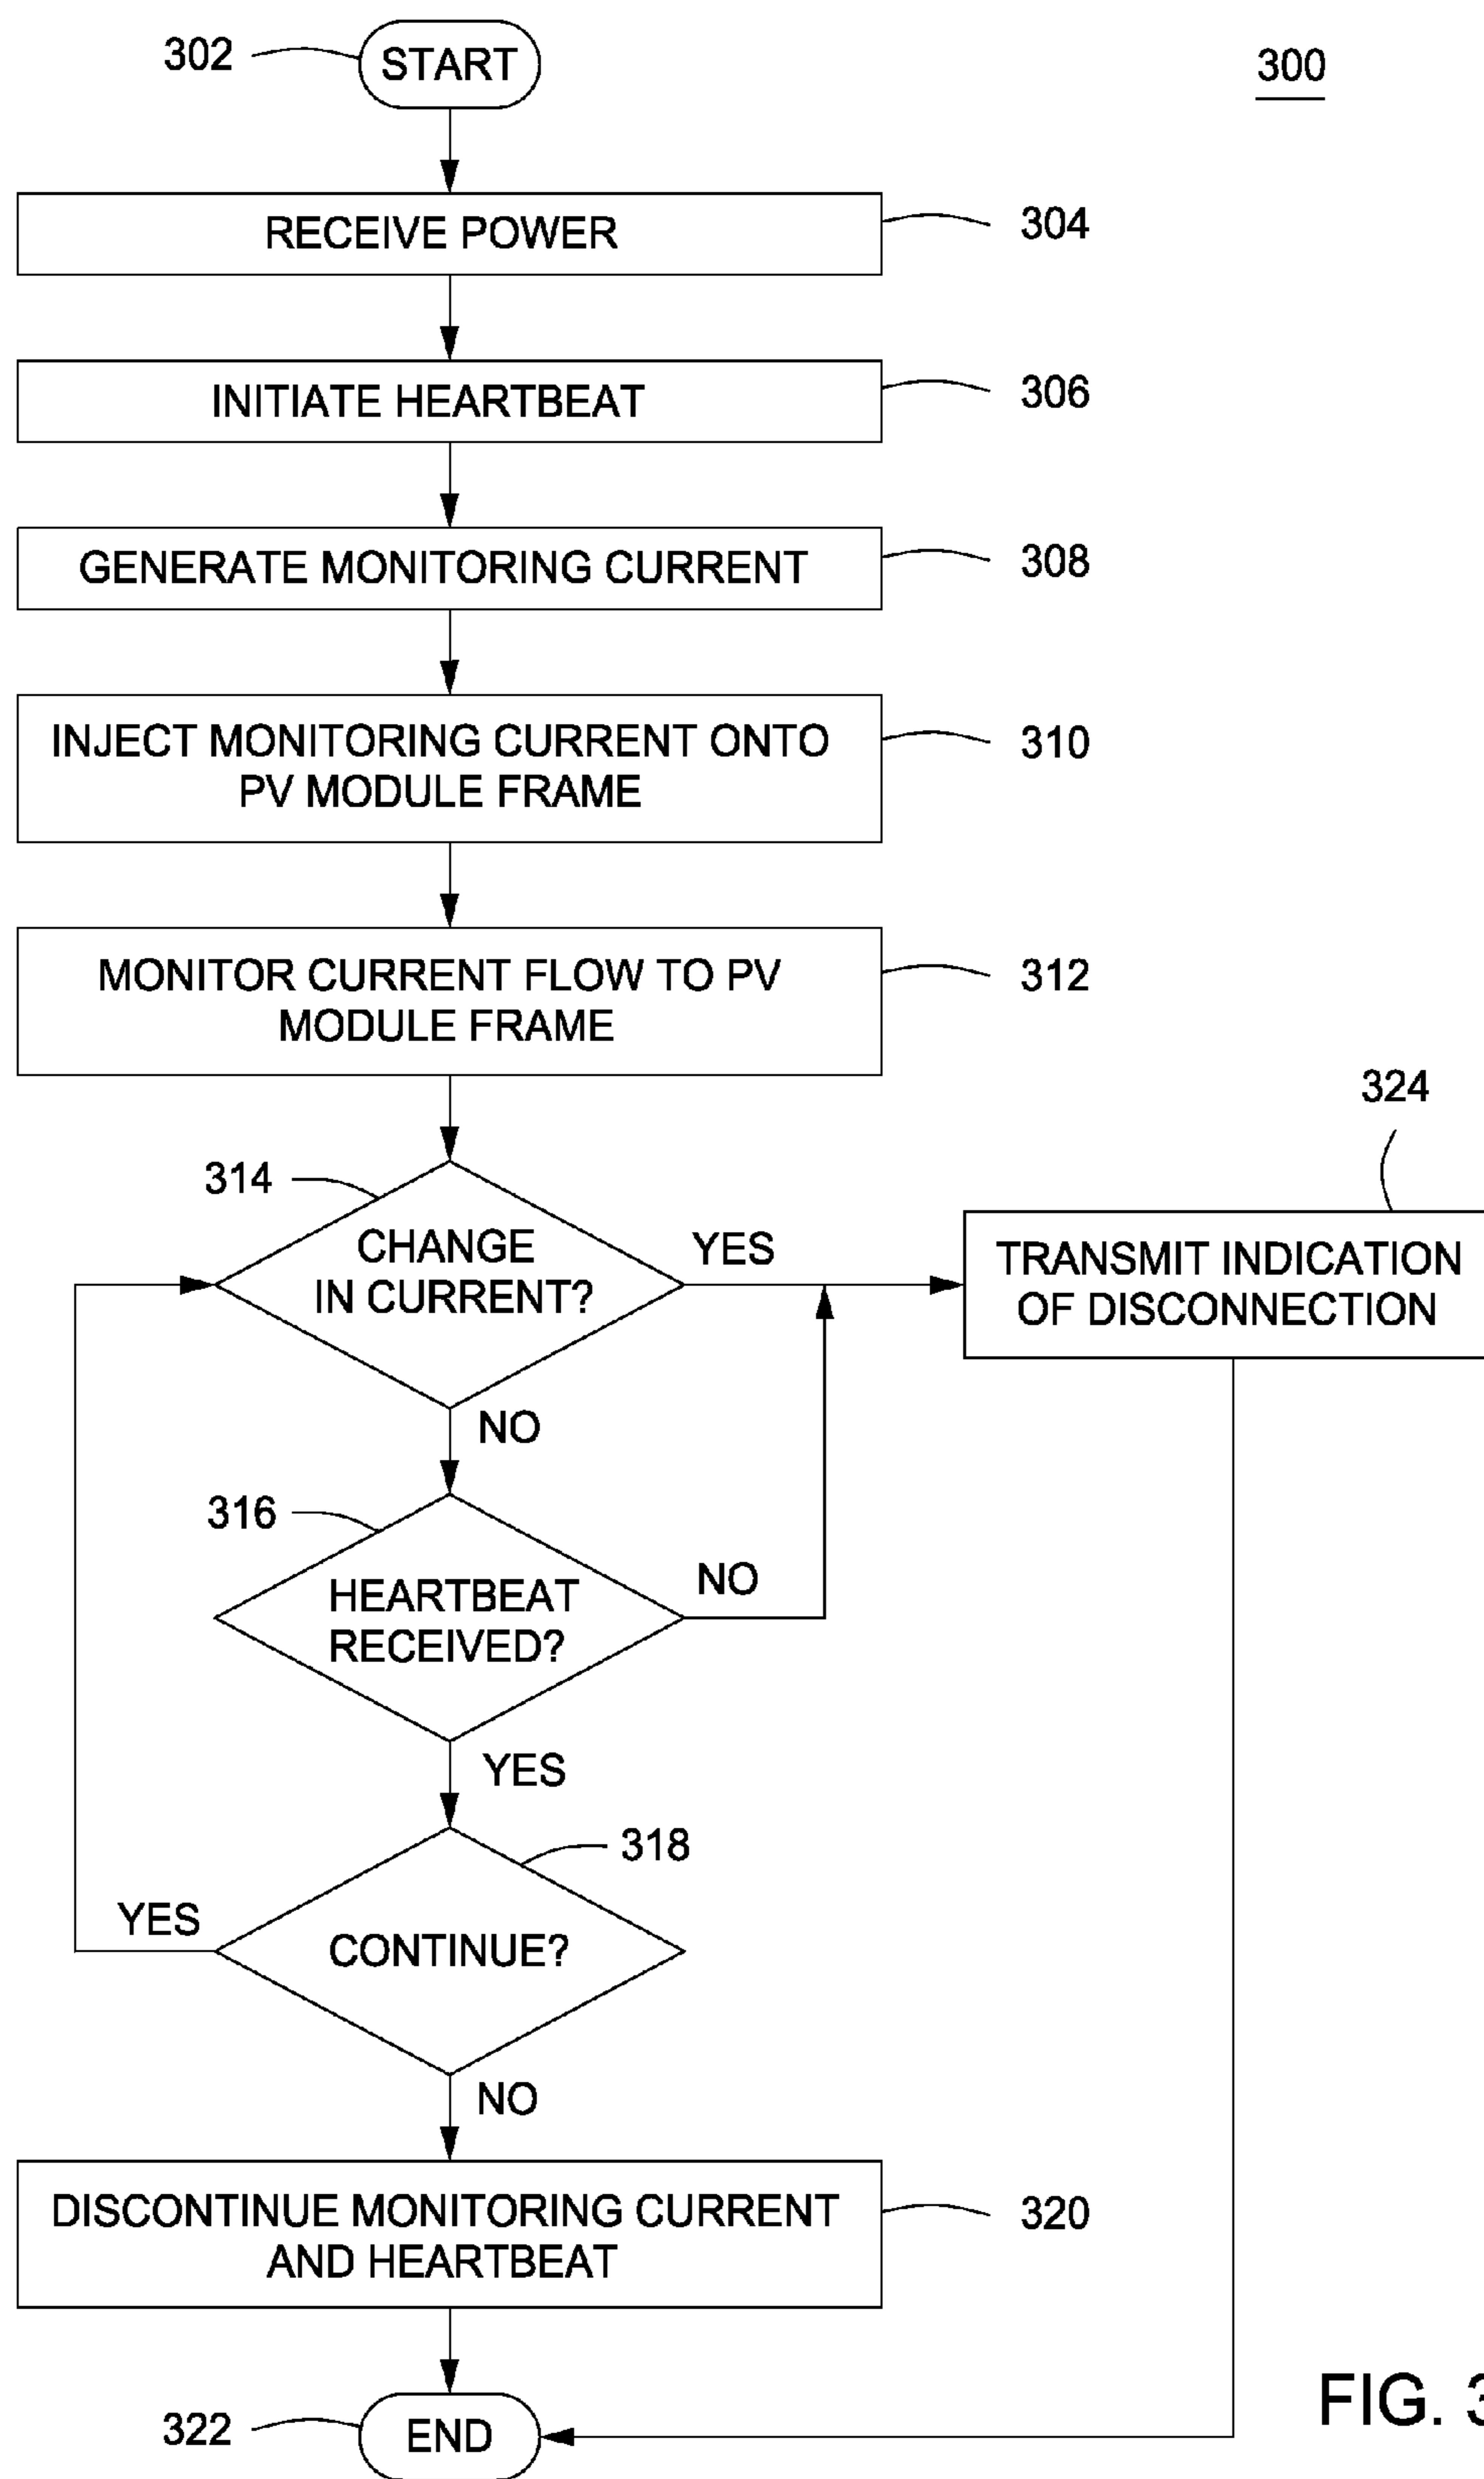 302
START
300
RECEIVE POWER
304
INITIATE HEARTBEAT
306
GENERATE MONITORING CURRENT
308
INJECT MONITORING CURRENT ONTO
PV MODULE FRAME
310
MONITOR CURRENT FLOW TO PV
MODULE FRAME
312
324
314
CHANGE
IN CURRENT?
YES
TRANSMIT INDICATION
OF DISCONNECTION
NO
316
HEARTBEAT
RECEIVED?
NO
YES
318
YES
CONTINUE?
NO
DISCONTINUE MONITORING CURRENT
AND HEARTBEAT
320
322
END
FIG. 3